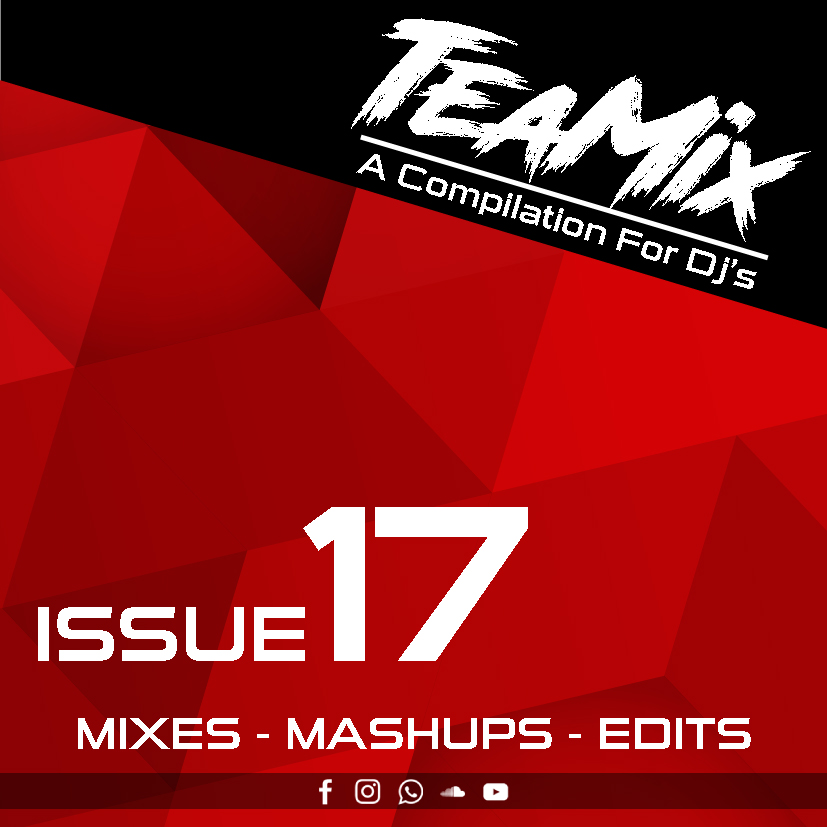 TEAMIX
A Compilation For Dj's
ISSUE 17
MIXES - MASHUPS - EDITS